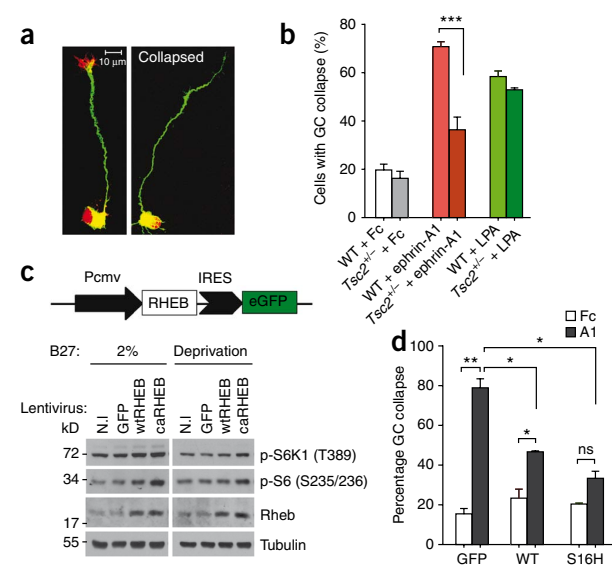 a
10 μm
Collapsed
b
Cells with GC collapse (%)
80
60
40
20
0
***
WT + Fc
Tsc2+/− + Fc
WT + ephrin-A1
Tsc2+/− + ephrin-A1
WT + LPA
Tsc2+/− + LPA
c
Pcmv
IRES
RHEB
eGFP
B27: 2% Deprivation
Lentivirus: N.I GFP wtRHEB caRHEB N.I GFP wtRHEB caRHEB
kD
72 p-S6K1 (T389)
34 p-S6 (S235/236)
Rheb
17
55 Tubulin
d
Fc
A1
Percentage GC collapse
100
80
60
40
20
0
**
*
*
*
ns
GFP WT S16H